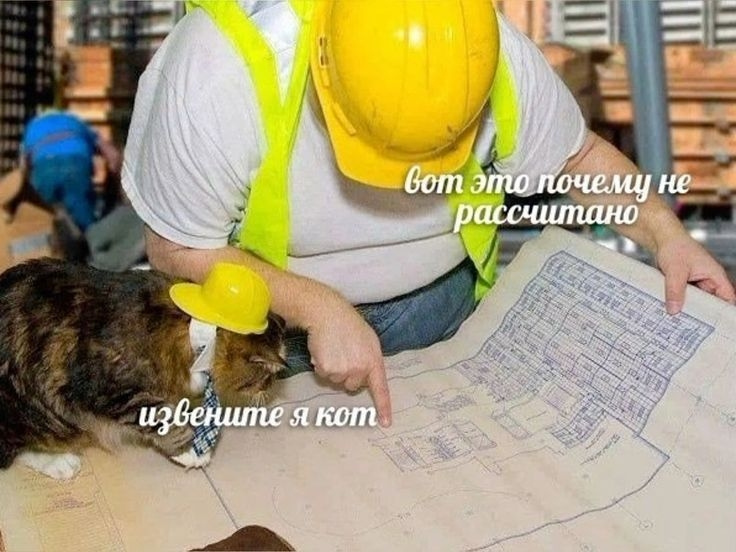 вот это почему не
рассчитано
извените я кот